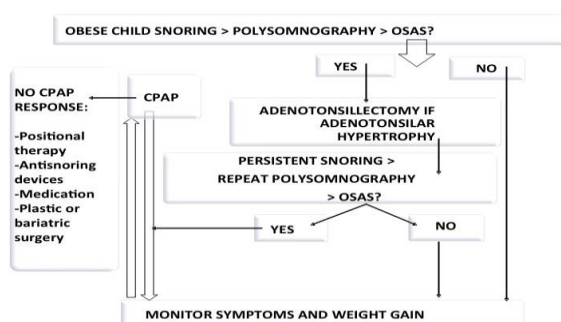 OBESE CHILD SNORING > POLYSOMNOGRAPHY > OSAS?
YES
NO
NO CPAP
RESPONSE:
-Positional
therapy
-Antisnoring
devices
-Medication
-Plastic or
bariatric
surgery
CPAP
ADENOTONSILLECTOMY IF
ADENOTONSILAR
HYPERTROPHY
PERSISTENT SNORING >
REPEAT POLYSOMNOGRAPHY
> OSAS?
YES
NO
MONITOR SYMPTOMS AND WEIGHT GAIN